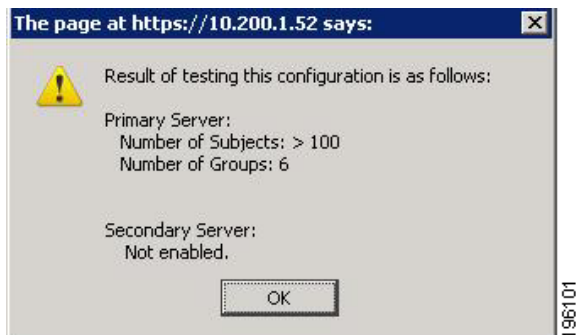 The page at https://10.200.1.52 says:
Result of testing this configuration is as follows:
Primary Server:
Number of Subjects: > 100
Number of Groups: 6
Secondary Server:
Not enabled.
OK
196101